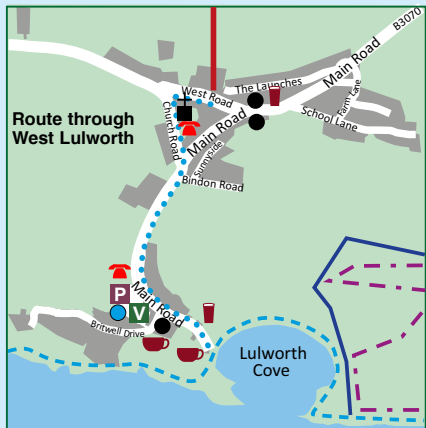 B3070
Main Road
The Launches
West Road
Farm Lane
School Lane
Route through
West Lulworth
Church Road
Main Road
Sunnyside
Bindon Road
P
V
Main Road
Britwell Drive
Lulworth
Cove